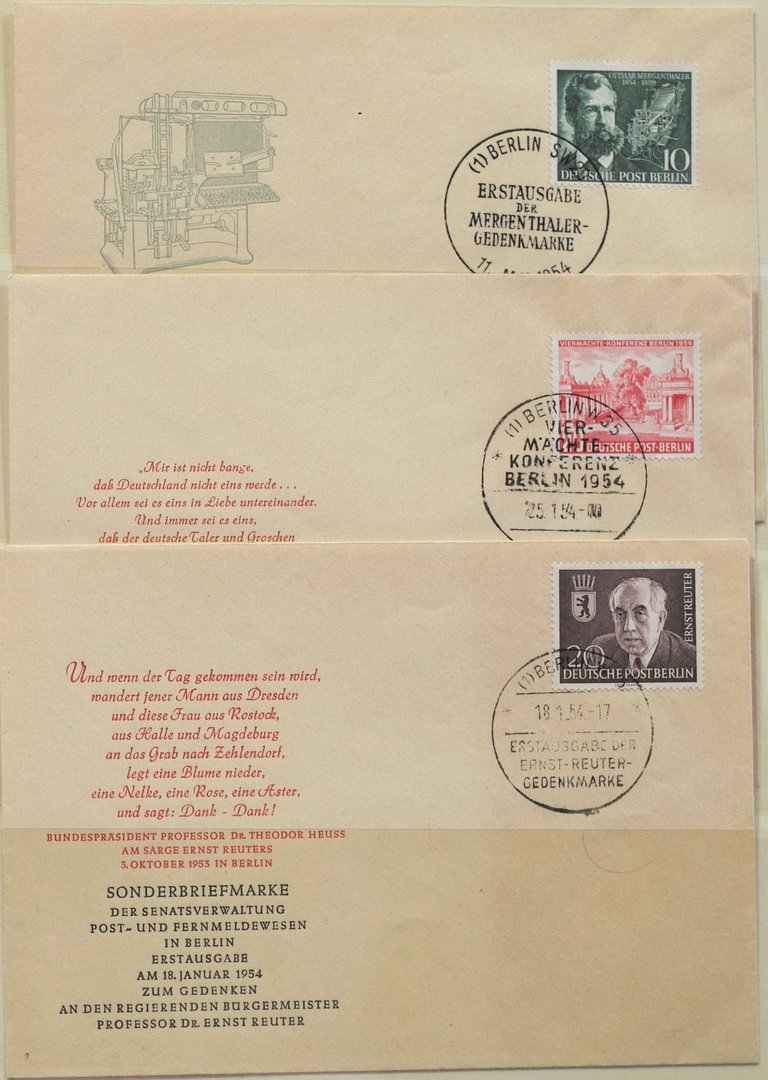 OTTMAR MERGENTHALER
1854 - 1899
10
DEUTSCHE POST BERLIN
(1) BERLIN SW
ERSTAUSGABE
DER
MERGENTHALER-
GEDENKMARKE
11. 1954
VIERMÄCHTE-KONFERENZ BERLIN 1954
DEUTSCHE POST·BERLIN
(1) BERLIN W 35
VIER-
MÄCHTE-
KONFERENZ
BERLIN 1954
25.1.54-00
„Mir ist nicht bange,
daß Deutschland nicht eins werde . . .
Vor allem sei es eins in Liebe untereinander.
Und immer sei es eins,
daß der deutsche Taler und Groschen
ERNST REUTER
20
DEUTSCHE POST BERLIN
(1) BERLIN
18.1.54.-17
ERSTAUSGABE DER
ERNST-REUTER-
GEDENKMARKE
Und wenn der Tag gekommen sein wird,
wandert jener Mann aus Dresden
und diese Frau aus Rostock,
aus Halle und Magdeburg
an das Grab nach Zehlendorf,
legt eine Blume nieder,
eine Nelke, eine Rose, eine Aster,
und sagt: Dank - Dank!
BUNDESPRÄSIDENT PROFESSOR DR. THEODOR HEUSS
AM SARGE ERNST REUTERS
3. OKTOBER 1953 IN BERLIN
SONDERBRIEFMARKE
DER SENATSVERWALTUNG
POST- UND FERNMELDEWESEN
IN BERLIN
ERSTAUSGABE
AM 18. JANUAR 1954
ZUM GEDENKEN
AN DEN REGIERENDEN BÜRGERMEISTER
PROFESSOR DR. ERNST REUTER